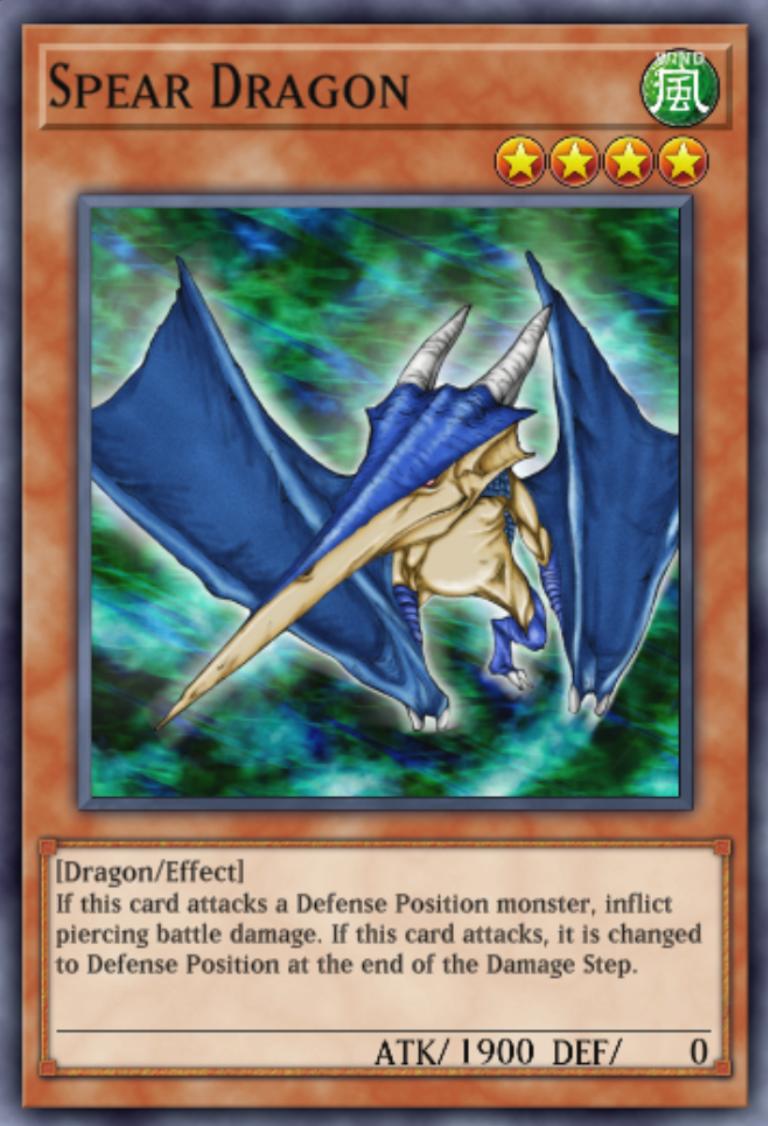 Spear Dragon
WIND
風
[Dragon/Effect]
If this card attacks a Defense Position monster, inflict
piercing battle damage. If this card attacks, it is changed
to Defense Position at the end of the Damage Step.
ATK/ 1900 DEF/ 0